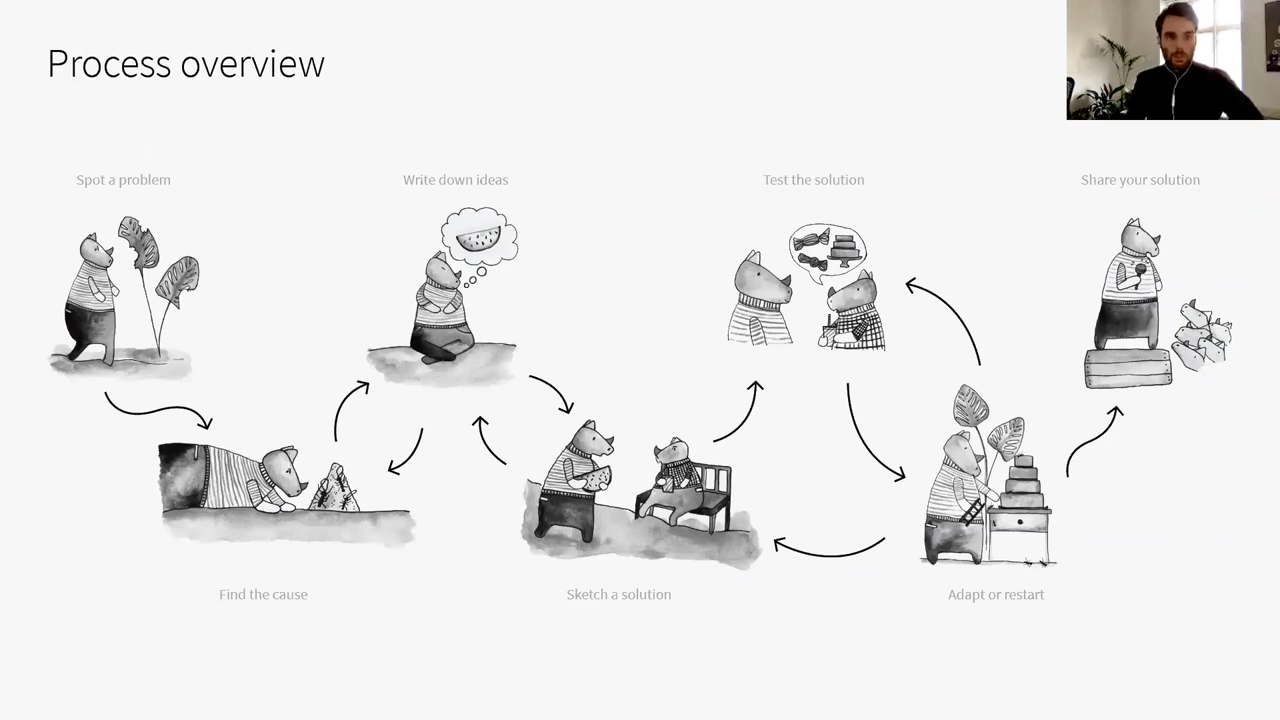 Process overview
Spot a problem
Write down ideas
Test the solution
Share your solution
Find the cause
Sketch a solution
Adapt or restart